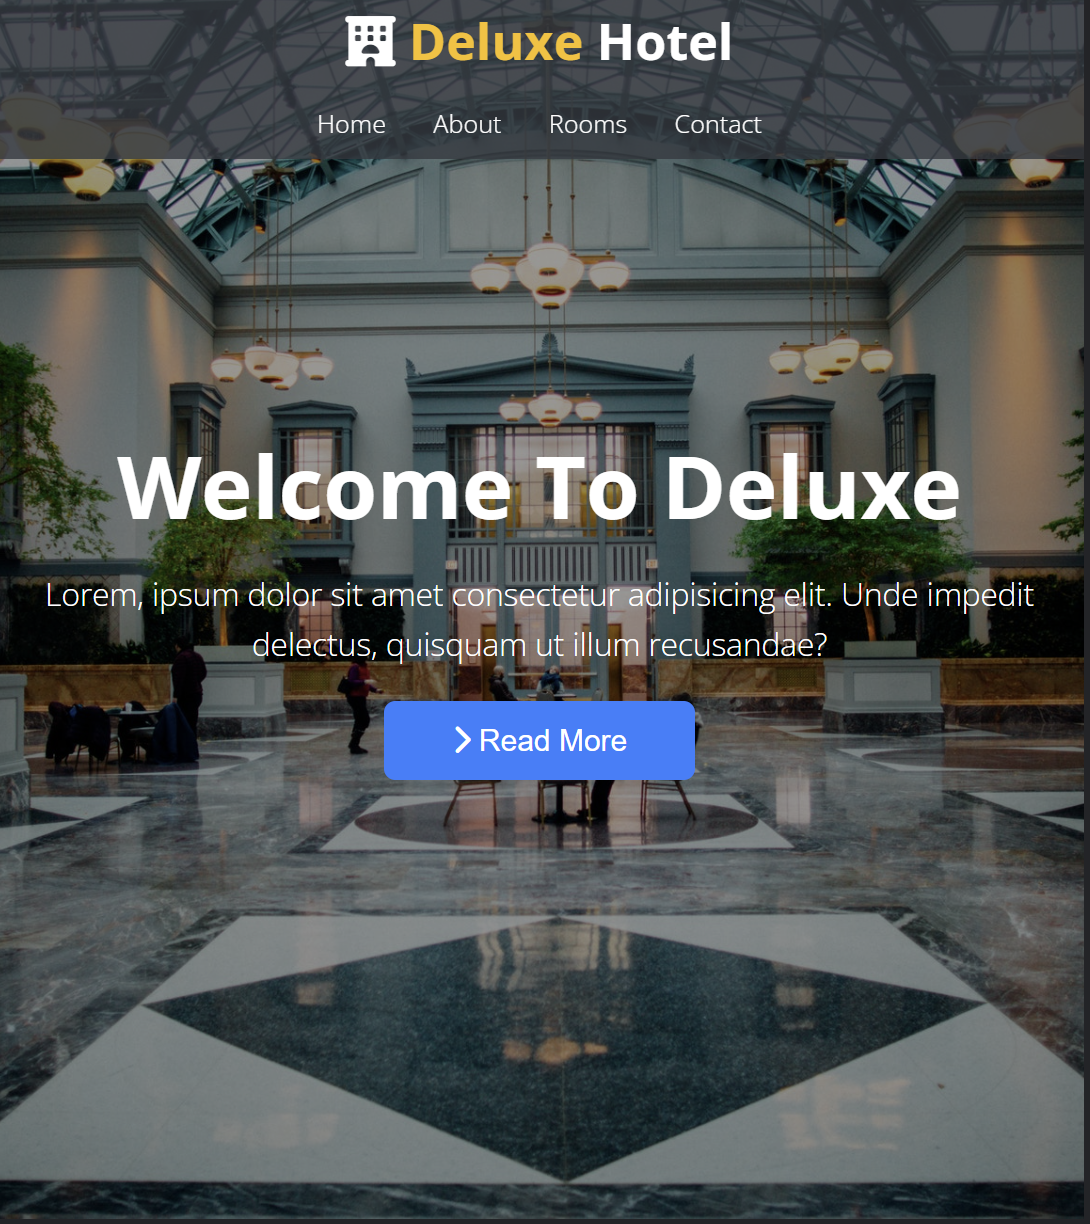 Deluxe Hotel
Home About Rooms Contact
Welcome To Deluxe
Lorem, ipsum dolor sit amet consectetur adipisicing elit. Unde impedit
delectus, quisquam ut illum recusandae?
Read More